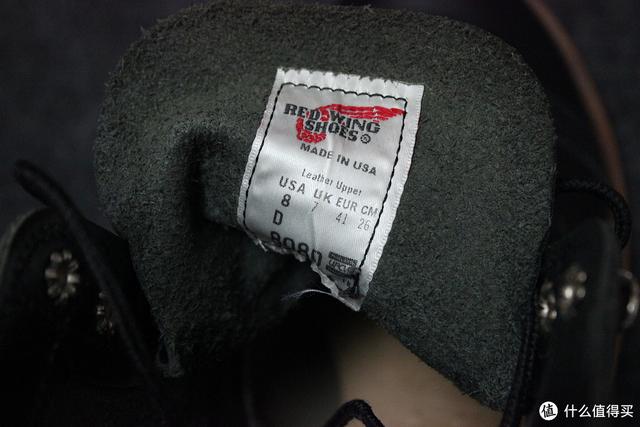 RED WING
SHOES®
MADE IN USA
Leather Upper
USA UK EUR CM
8 7 41 26
D
8080
值 什么值得买